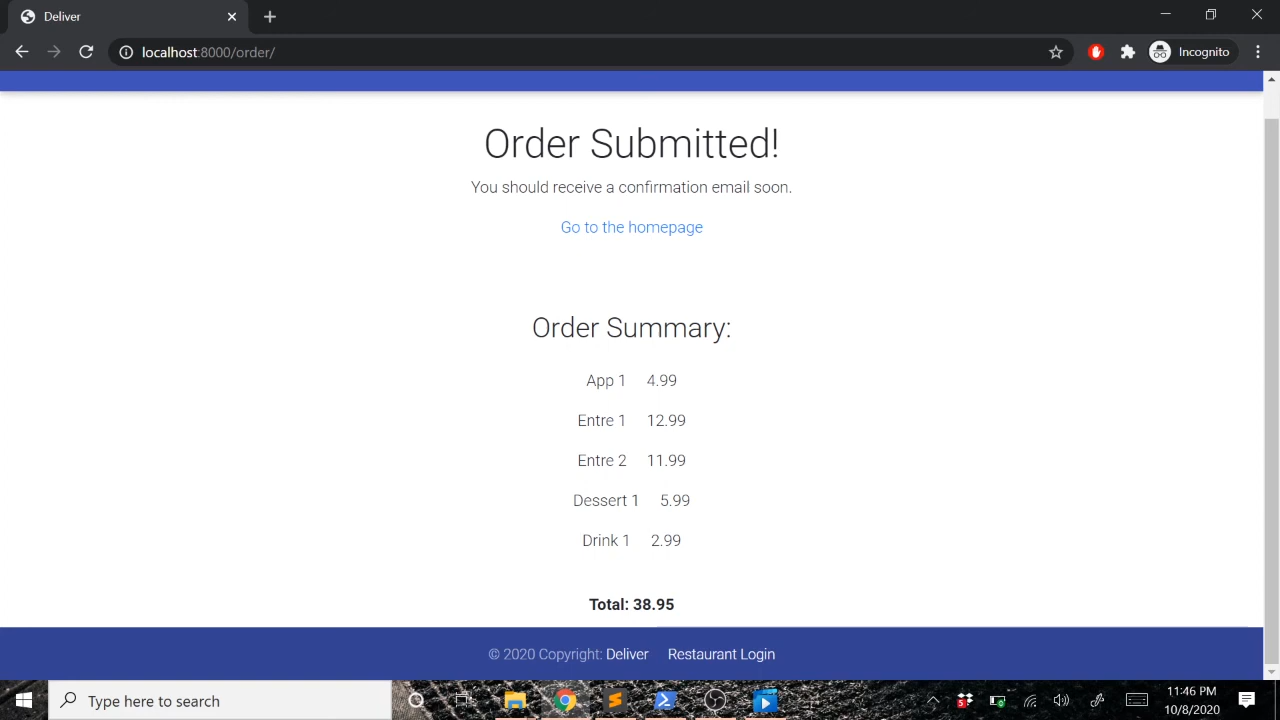 Deliver
localhost:8000/order/
Incognito
Order Submitted!
You should receive a confirmation email soon.
Go to the homepage
Order Summary:
App 1 4.99
Entre 1 12.99
Entre 2 11.99
Dessert 1 5.99
Drink 1 2.99
Total: 38.95
© 2020 Copyright: Deliver Restaurant Login
Type here to search
11:46 PM
10/8/2020